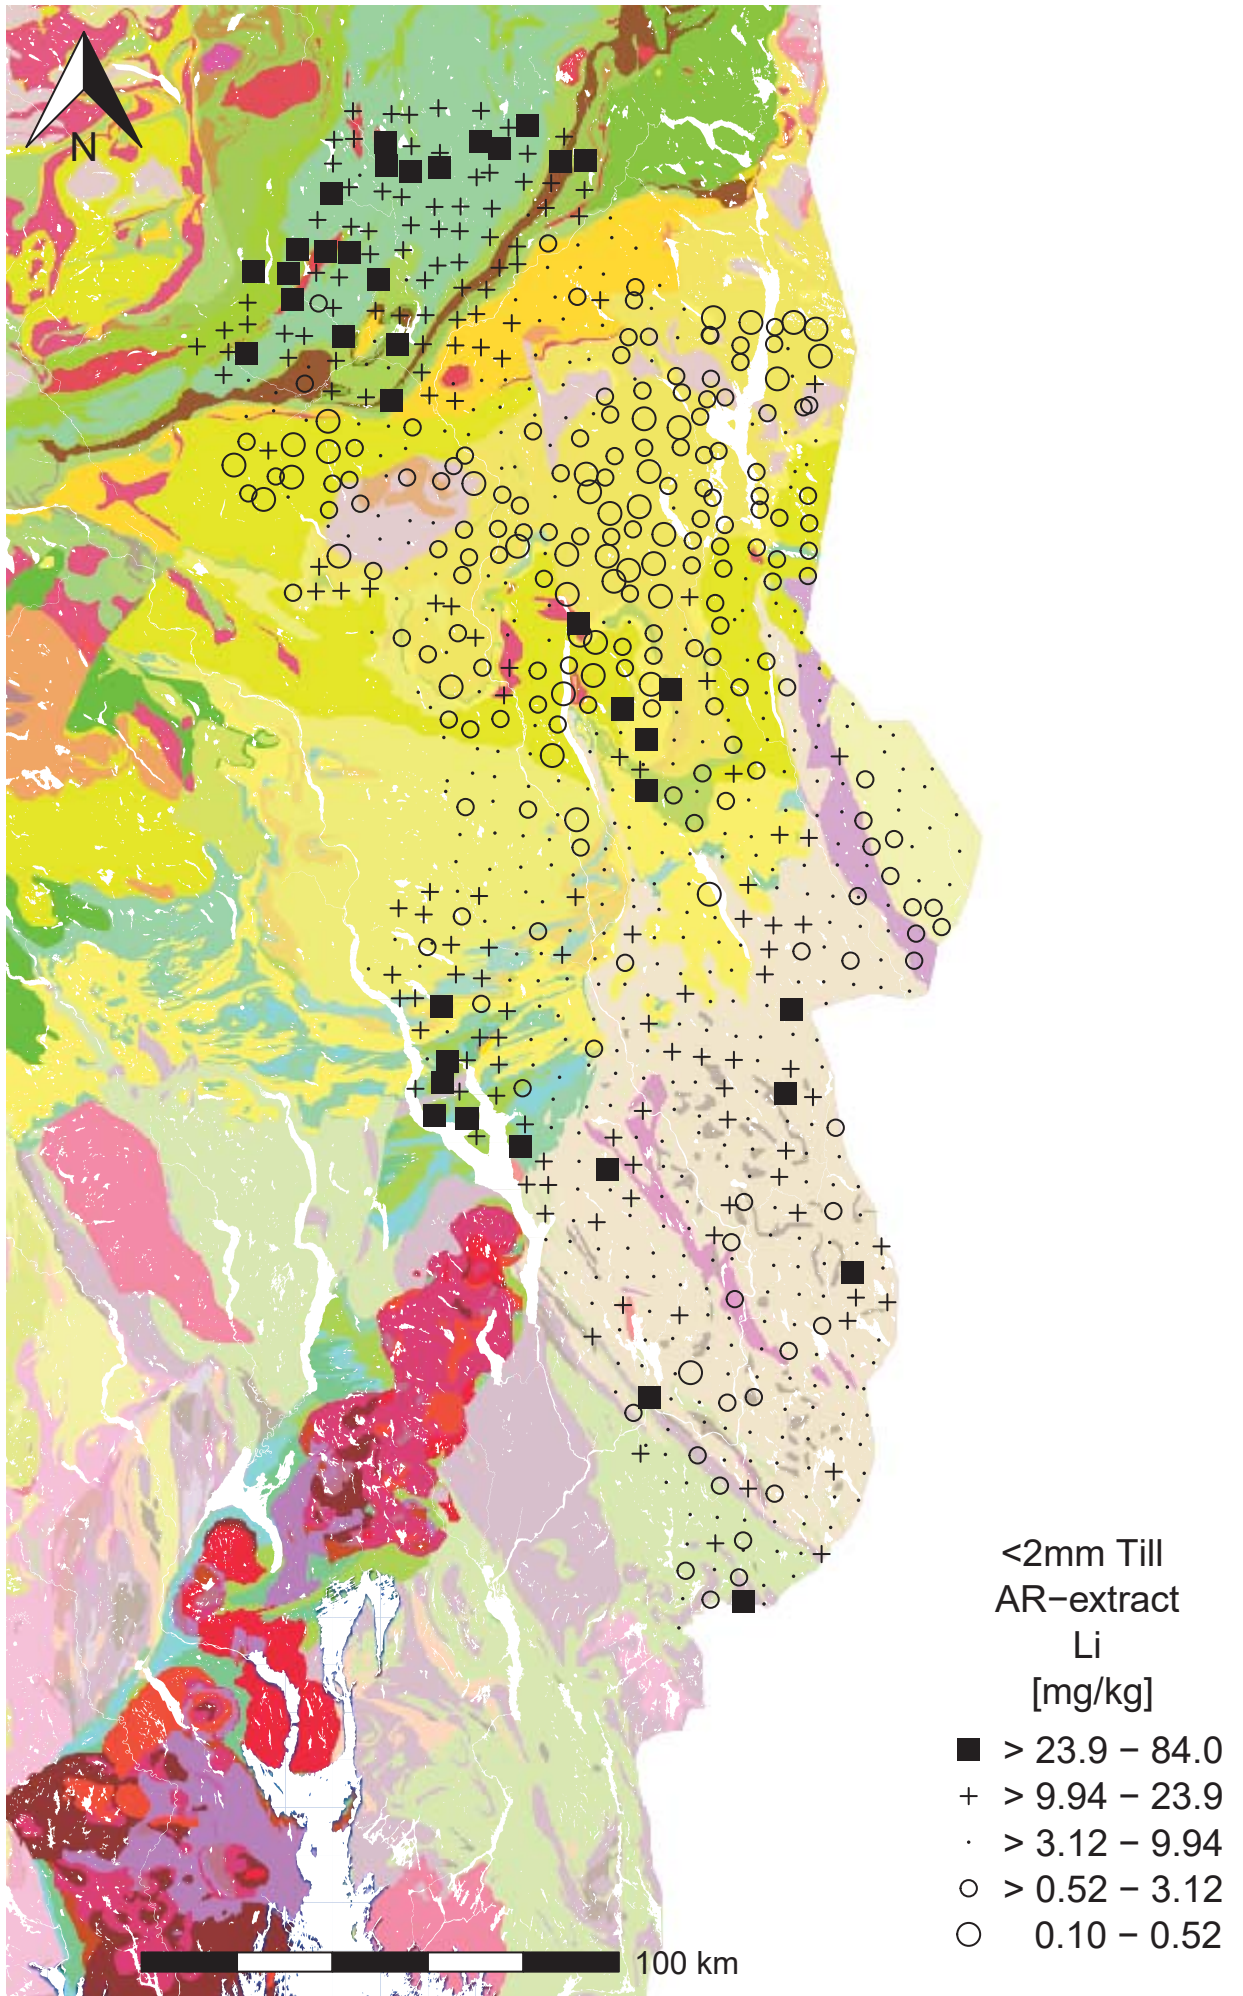 N
<2mm Till
AR−extract
Li
[mg/kg]
> 23.9 − 84.0
> 9.94 − 23.9
> 3.12 − 9.94
> 0.52 − 3.12
0.10 − 0.52
100 km